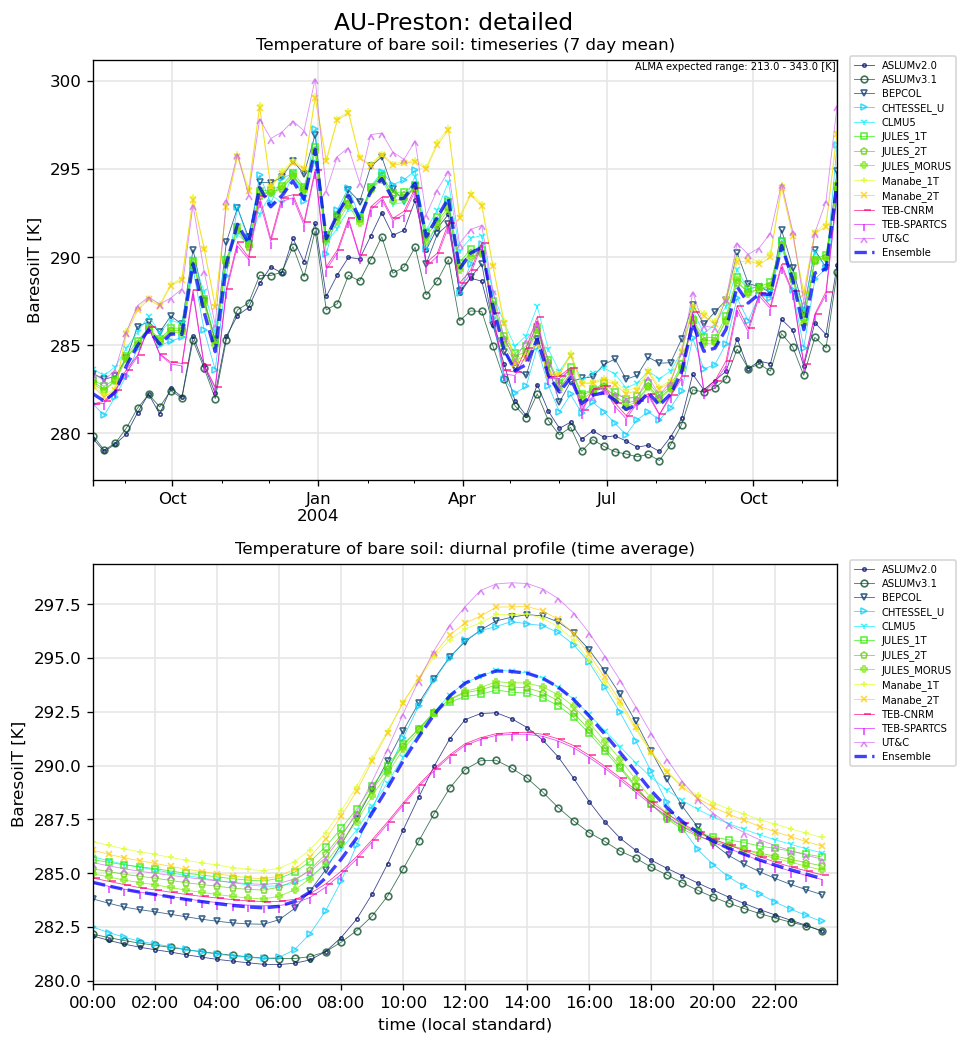 AU-Preston: detailed
Temperature of bare soil: timeseries (7 day mean)
ALMA expected range: 213.0 - 343.0 [K]
300
295
290
285
280
BaresoilT [K]
Oct
Jan
2004
Apr
Jul
Oct
ASLUMv2.0
ASLUMv3.1
BEPCOL
CHTESSEL_U
CLMU5
JULES_1T
JULES_2T
JULES_MORUS
Manabe_1T
Manabe_2T
TEB-CNRM
TEB-SPARTCS
UT&C
Ensemble
Temperature of bare soil: diurnal profile (time average)
297.5
295.0
292.5
290.0
287.5
285.0
282.5
280.0
BaresoilT [K]
00:00
02:00
04:00
06:00
08:00
10:00
12:00
14:00
16:00
18:00
20:00
22:00
time (local standard)
ASLUMv2.0
ASLUMv3.1
BEPCOL
CHTESSEL_U
CLMU5
JULES_1T
JULES_2T
JULES_MORUS
Manabe_1T
Manabe_2T
TEB-CNRM
TEB-SPARTCS
UT&C
Ensemble